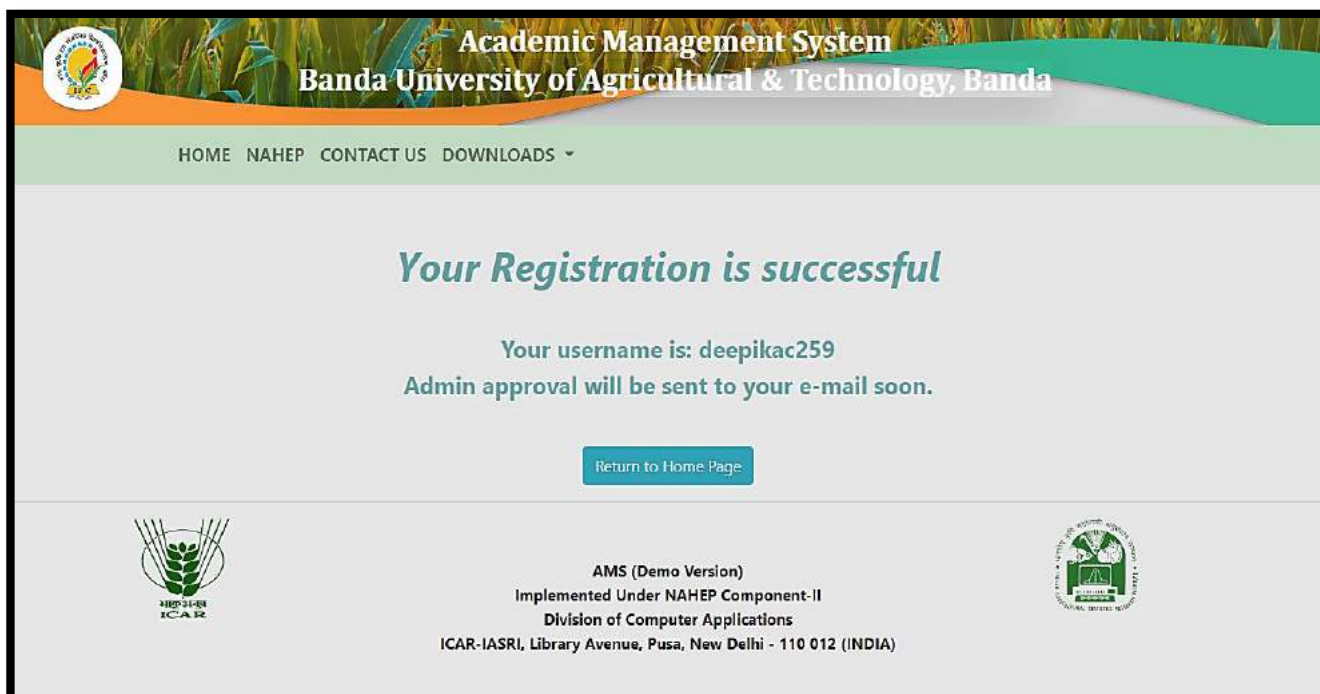 Academic Management System
Banda University of Agricultural & Technology, Banda
HOME NAHEP CONTACT US DOWNLOADS
Your Registration is successful
Your username is: deepikac259
Admin approval will be sent to your e-mail soon.
Return to Home Page
भाकृअनुप
ICAR
AMS (Demo Version)
Implemented Under NAHEP Component-II
Division of Computer Applications
ICAR-IASRI, Library Avenue, Pusa, New Delhi - 110 012 (INDIA)